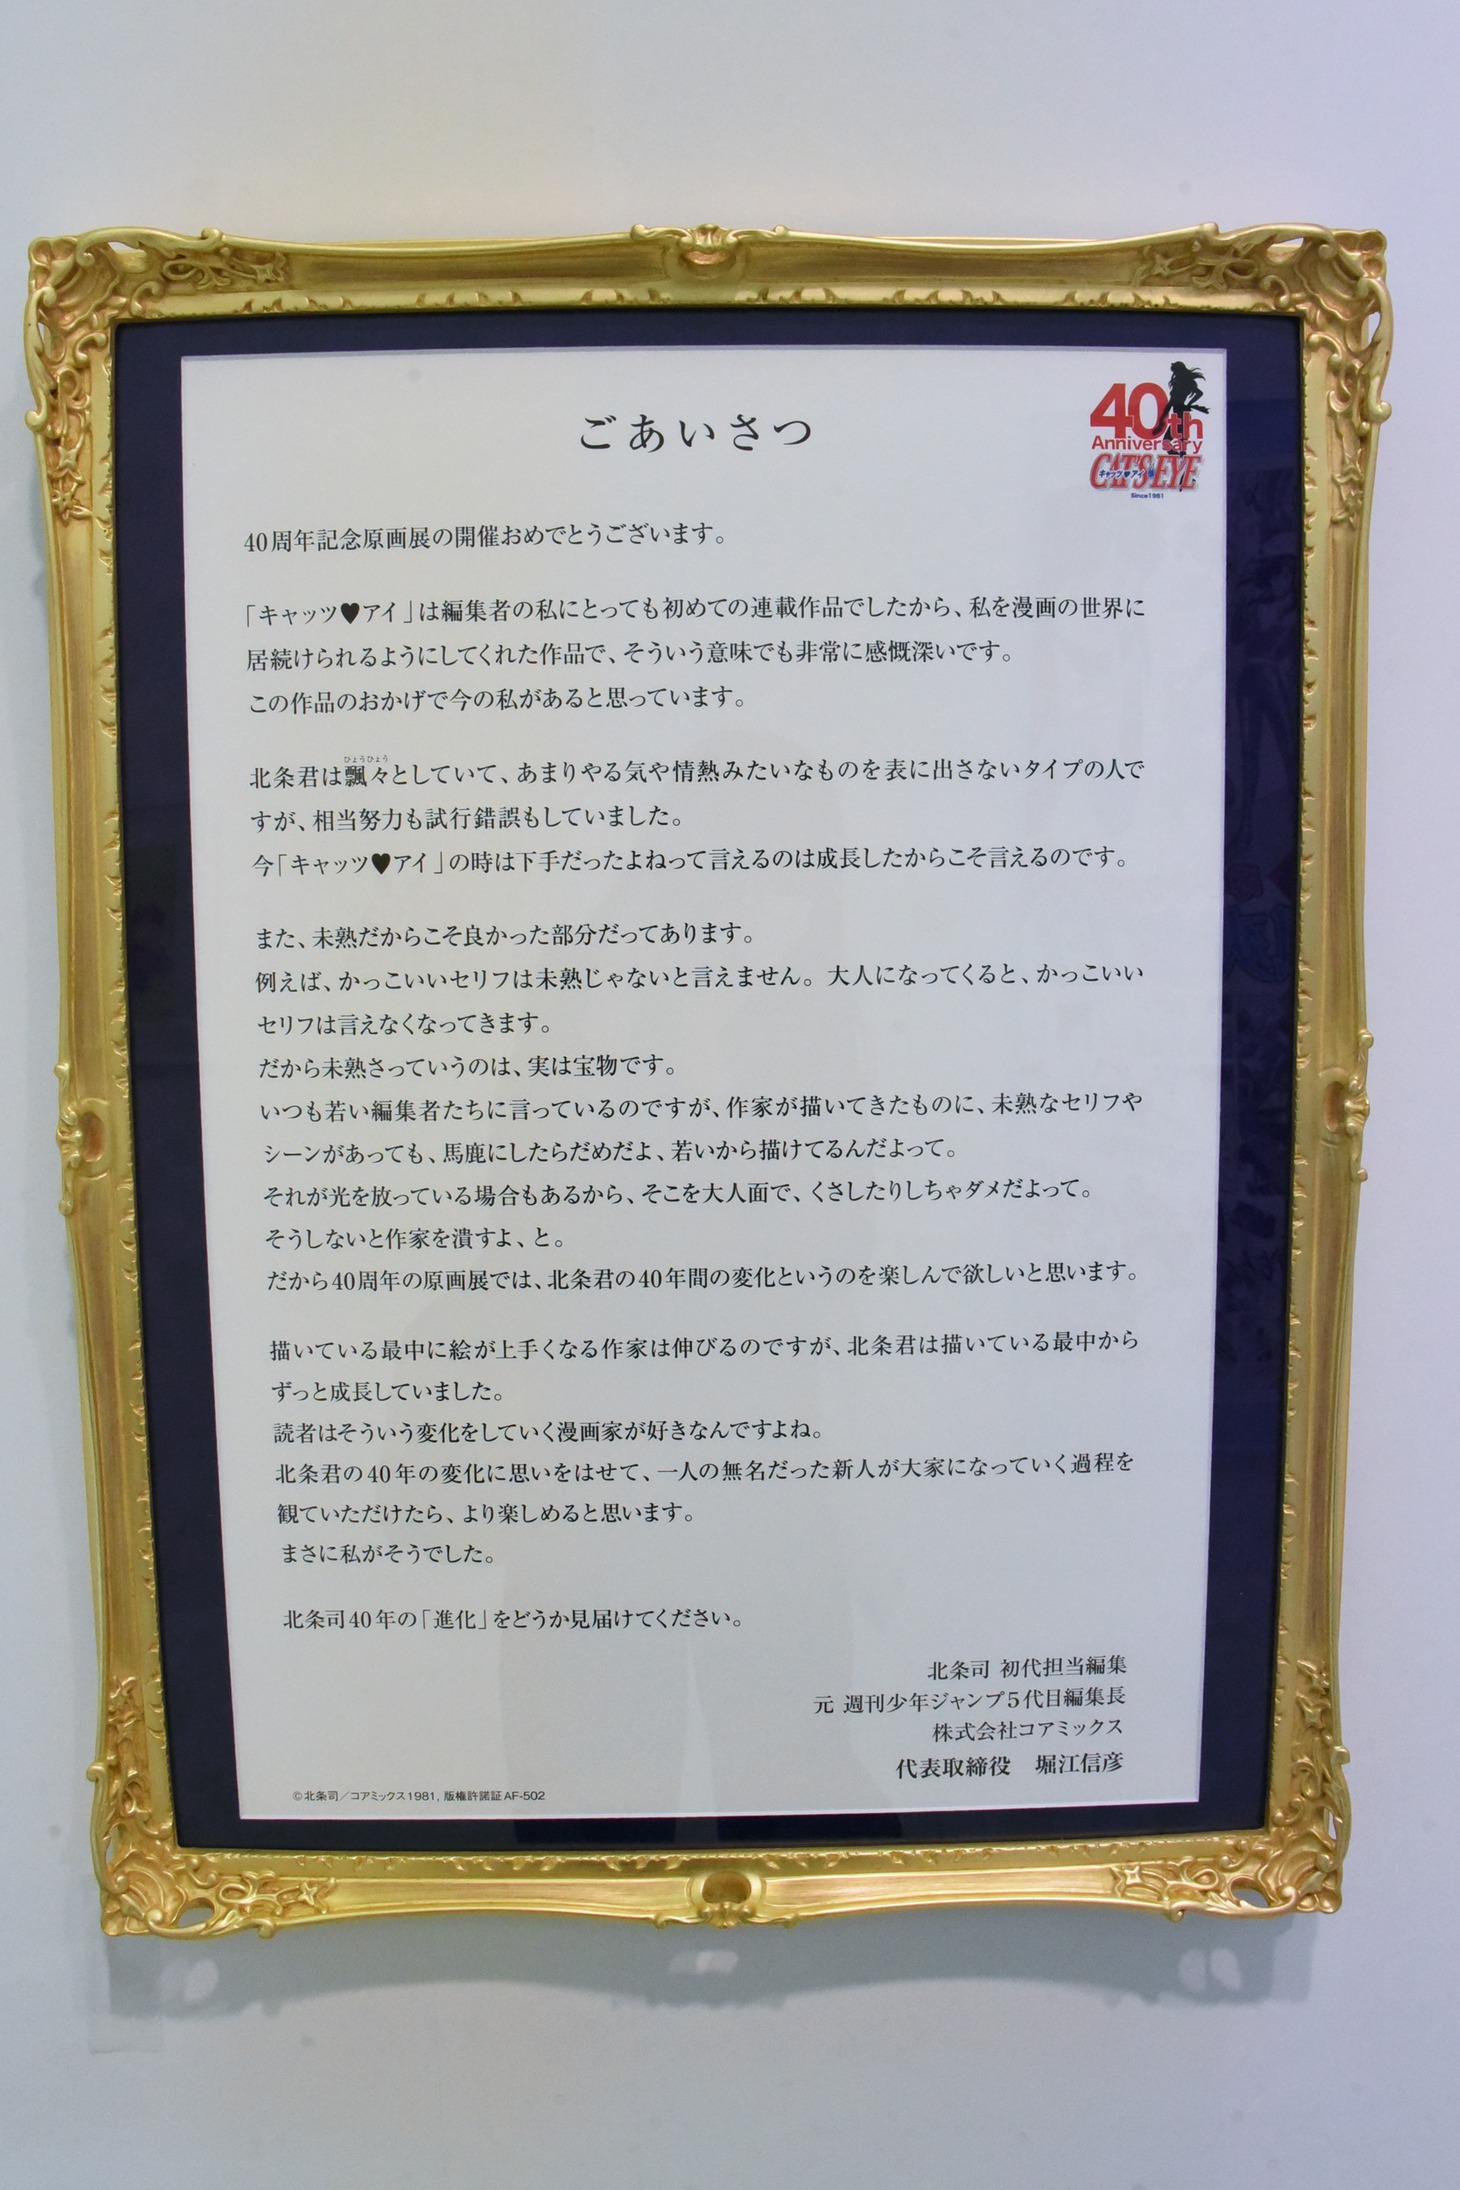 40th
Anniversary
CAT'S EYE
キャッツ♥アイ
Since1981
ごあいさつ
40周年記念原画展の開催おめでとうございます。
「キャッツ♥アイ」は編集者の私にとっても初めての連載作品でしたから、私を漫画の世界に
居続けられるようにしてくれた作品で、そういう意味でも非常に感慨深いです。
この作品のおかげで今の私があると思っています。
ひょうひょう
北条君は飄々としていて、あまりやる気や情熱みたいなものを表に出さないタイプの人で
すが、相当努力も試行錯誤もしていました。
今「キャッツ♥アイ」の時は下手だったよねって言えるのは成長したからこそ言えるのです。
また、未熟だからこそ良かった部分だってあります。
例えば、かっこいいセリフは未熟じゃないと言えません。大人になってくると、かっこいい
セリフは言えなくなってきます。
だから未熟さっていうのは、実は宝物です。
いつも若い編集者たちに言っているのですが、作家が描いてきたものに、未熟なセリフや
シーンがあっても、馬鹿にしたらだめだよ、若いから描けてるんだよって。
それが光を放っている場合もあるから、そこを大人面で、くさしたりしちゃダメだよって。
そうしないと作家を潰すよ、と。
だから40周年の原画展では、北条君の40年間の変化というのを楽しんで欲しいと思います。
描いている最中に絵が上手くなる作家は伸びるのですが、北条君は描いている最中から
ずっと成長していました。
読者はそういう変化をしていく漫画家が好きなんですよね。
北条君の40年の変化に思いをはせて、一人の無名だった新人が大家になっていく過程を
観ていただけたら、より楽しめると思います。
まさに私がそうでした。
北条司40年の「進化」をどうか見届けてください。
北条司 初代担当編集
元 週刊少年ジャンプ5代目編集長
株式会社コアミックス
代表取締役　堀江信彦
©北条司／コアミックス1981, 版権許諾証AF-502